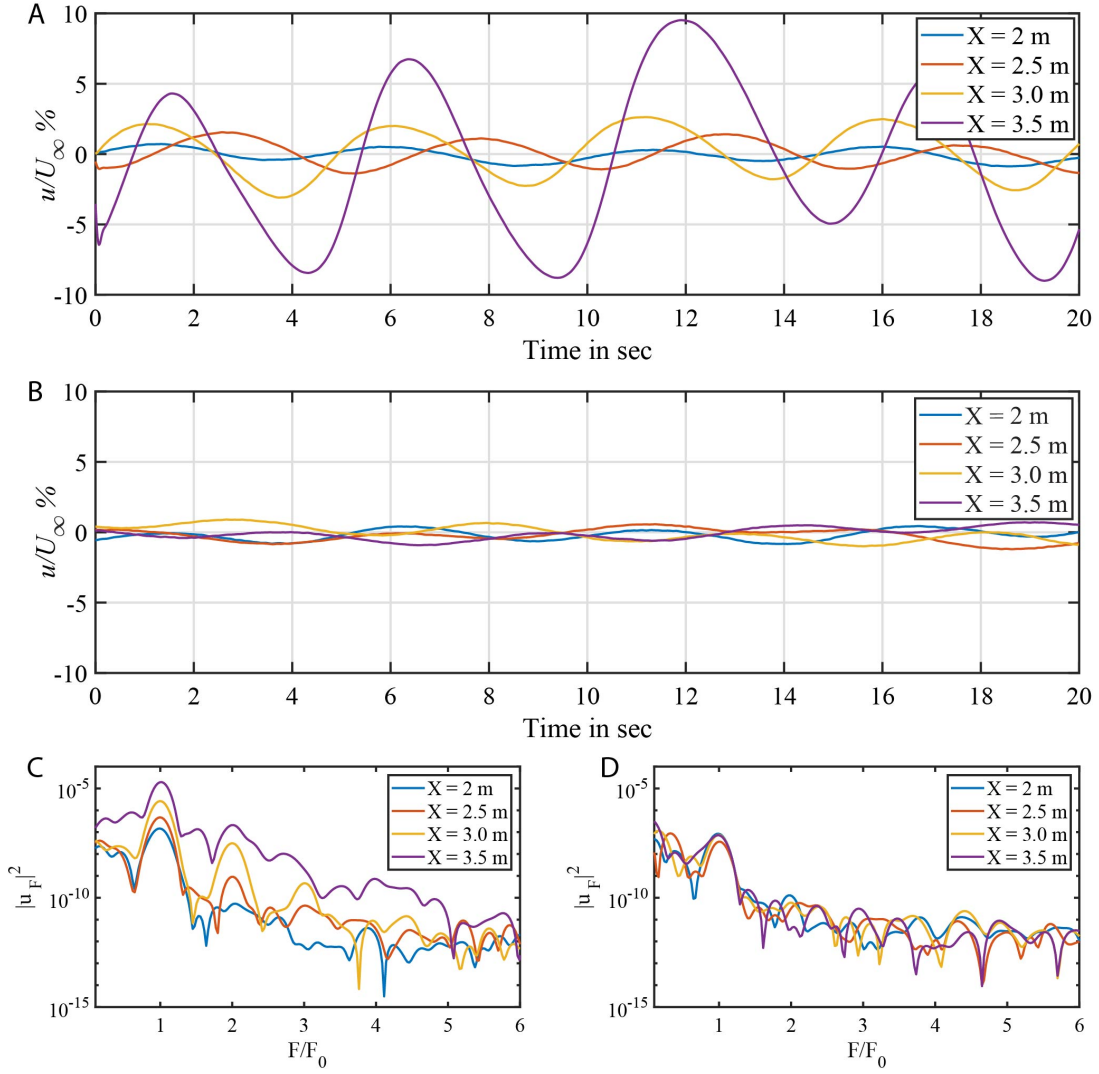 A
u/U∞ %
10
5
0
-5
-10
X = 2 m
X = 2.5 m
X = 3.0 m
X = 3.5 m
0 2 4 6 8 10 12 14 16 18 20
Time in sec
B
u/U∞ %
10
5
0
-5
-10
X = 2 m
X = 2.5 m
X = 3.0 m
X = 3.5 m
0 2 4 6 8 10 12 14 16 18 20
Time in sec
C
|u_F|²
10⁻⁵
10⁻¹⁰
10⁻¹⁵
X = 2 m
X = 2.5 m
X = 3.0 m
X = 3.5 m
1 2 3 4 5 6
F/F₀
D
|u_F|²
10⁻⁵
10⁻¹⁰
10⁻¹⁵
X = 2 m
X = 2.5 m
X = 3.0 m
X = 3.5 m
1 2 3 4 5 6
F/F₀